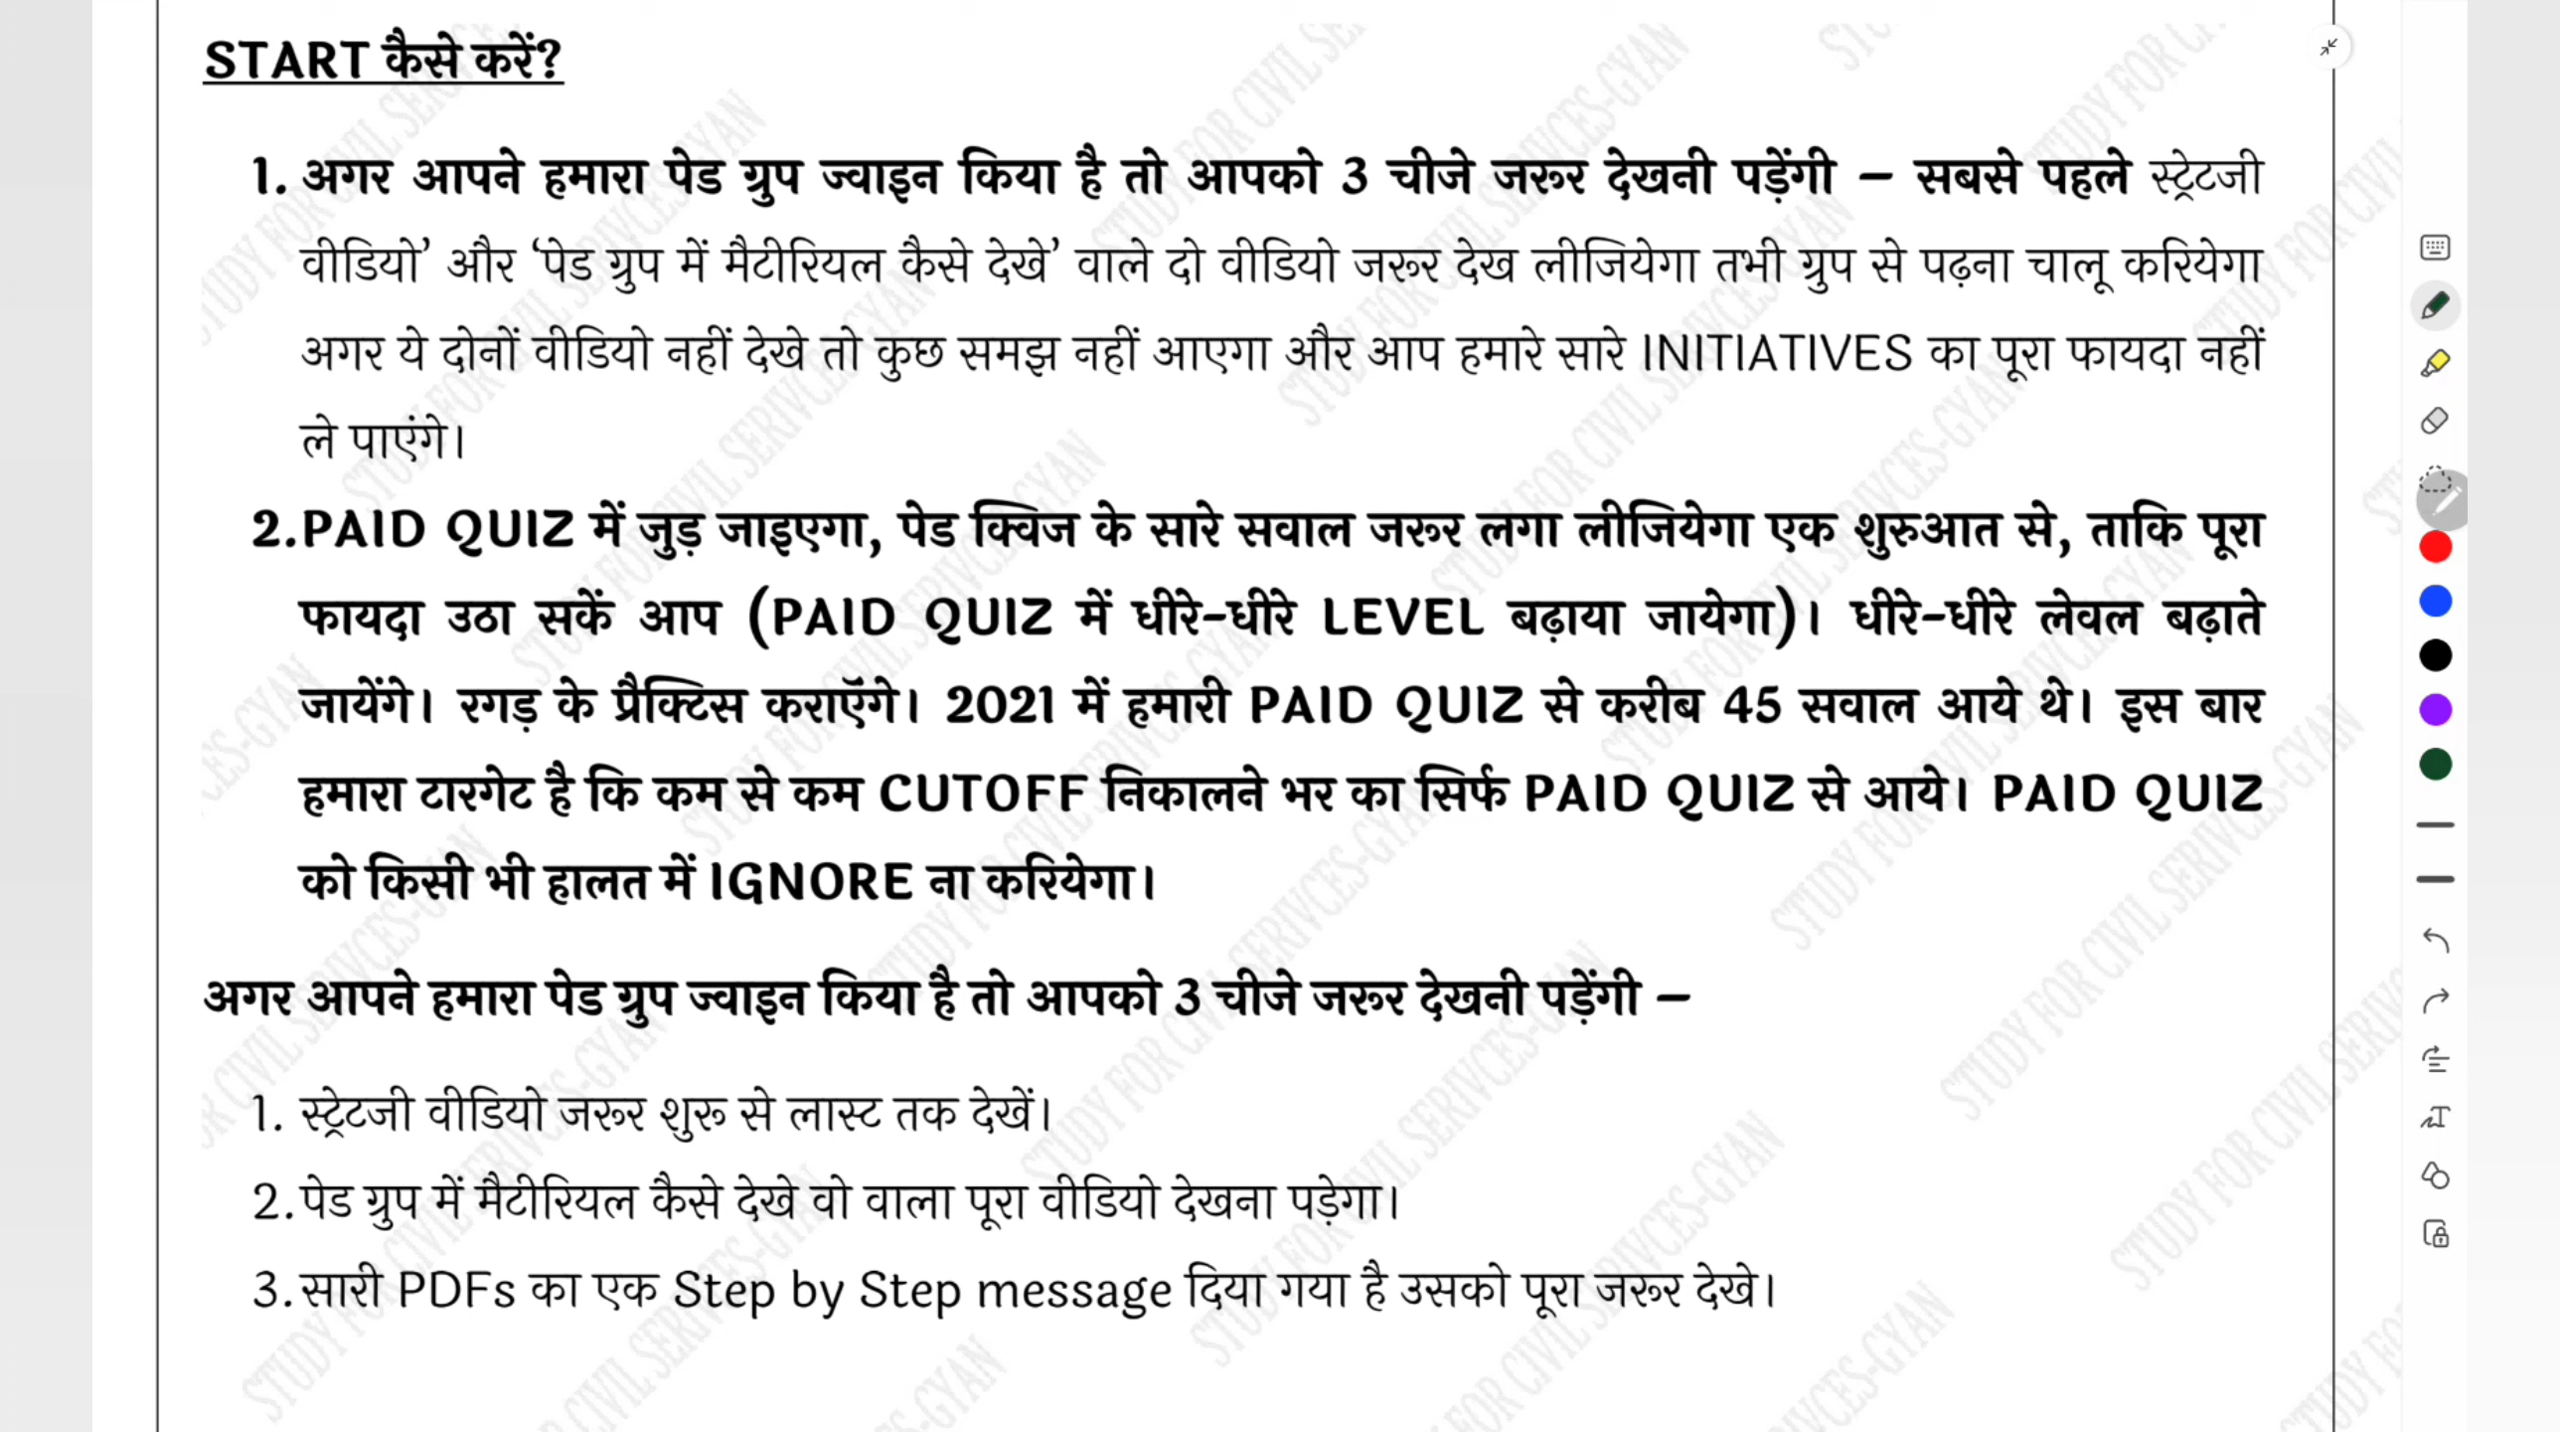 START कैसे करें?
1. अगर आपने हमारा पेड ग्रुप ज्वाइन किया है तो आपको 3 चीजे जरूर देखनी पड़ेंगी – सबसे पहले स्ट्रेटजी
वीडियो’ और ‘पेड ग्रुप में मैटीरियल कैसे देखे’ वाले दो वीडियो जरूर देख लीजियेगा तभी ग्रुप से पढ़ना चालू करियेगा
अगर ये दोनों वीडियो नहीं देखे तो कुछ समझ नहीं आएगा और आप हमारे सारे INITIATIVES का पूरा फायदा नहीं
ले पाएंगे।
2. PAID QUIZ में जुड़ जाइएगा, पेड क्विज के सारे सवाल जरूर लगा लीजियेगा एक शुरुआत से, ताकि पूरा
फायदा उठा सकें आप (PAID QUIZ में धीरे-धीरे LEVEL बढ़ाया जायेगा)। धीरे-धीरे लेवल बढ़ाते
जायेंगे। रगड़ के प्रैक्टिस कराऍंगे। 2021 में हमारी PAID QUIZ से करीब 45 सवाल आये थे। इस बार
हमारा टारगेट है कि कम से कम CUTOFF निकालने भर का सिर्फ PAID QUIZ से आये। PAID QUIZ
को किसी भी हालत में IGNORE ना करियेगा।
अगर आपने हमारा पेड ग्रुप ज्वाइन किया है तो आपको 3 चीजे जरूर देखनी पड़ेंगी –
1. स्ट्रेटजी वीडियो जरूर शुरू से लास्ट तक देखें।
2. पेड ग्रुप में मैटीरियल कैसे देखे वो वाला पूरा वीडियो देखना पड़ेगा।
3. सारी PDFs का एक Step by Step message दिया गया है उसको पूरा जरूर देखे।
STUDY FOR CIVIL SERIVCES-GYAN